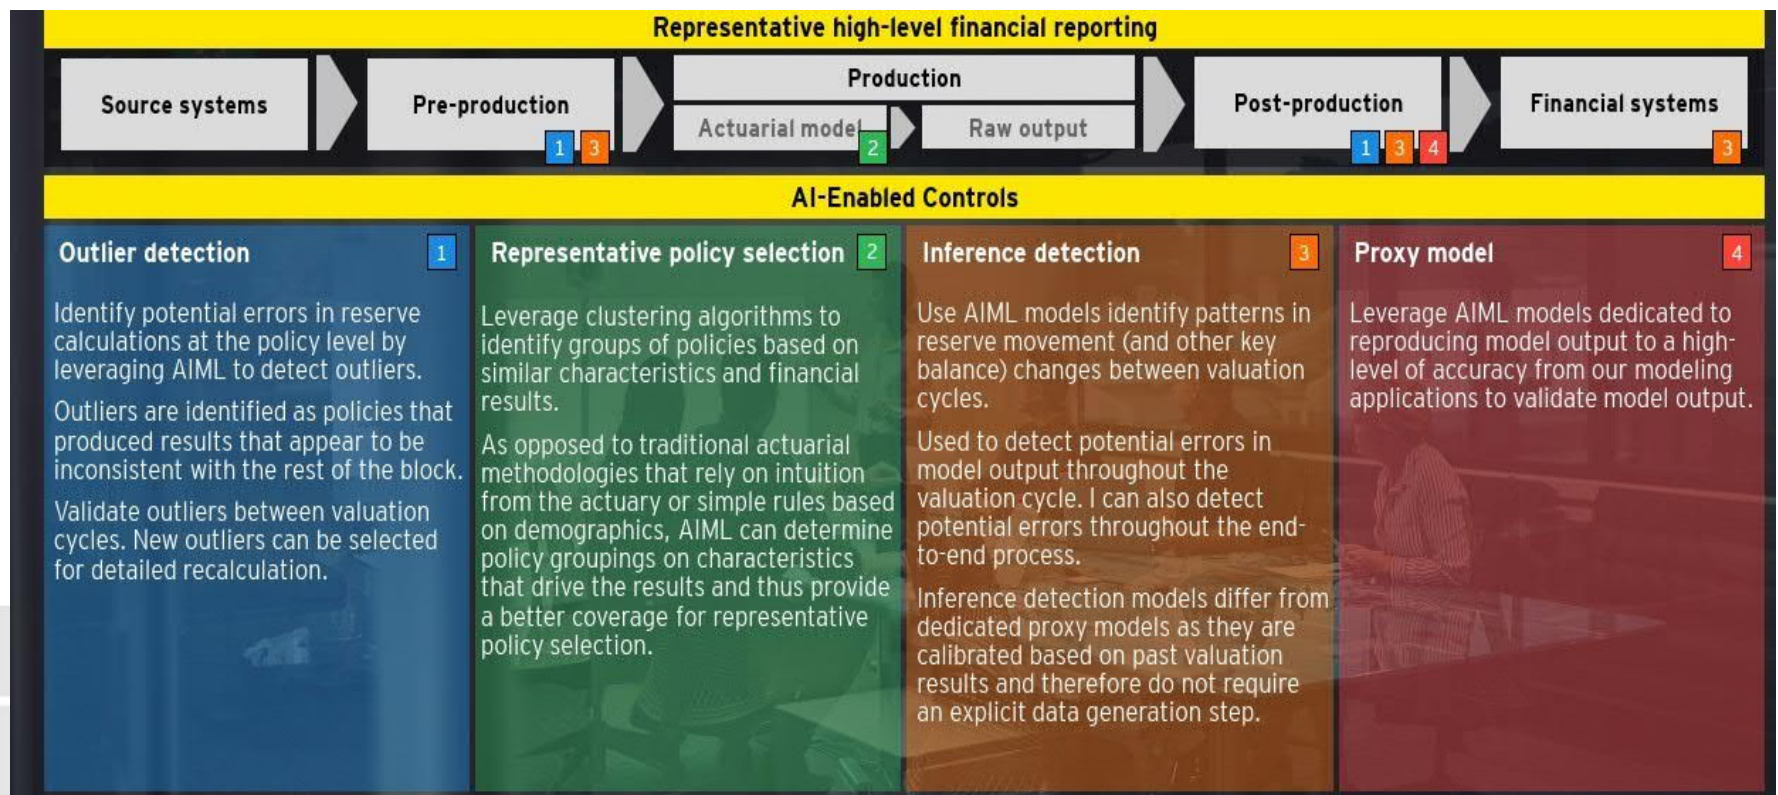 Representative high-level financial reporting
Source systems
Pre-production
1 3
Production
Actuarial model
2
Raw output
Post-production
1 3 4
Financial systems
3
AI-Enabled Controls
Outlier detection 1
Identify potential errors in reserve
calculations at the policy level by
leveraging AIML to detect outliers.
Outliers are identified as policies that
produced results that appear to be
inconsistent with the rest of the block.
Validate outliers between valuation
cycles. New outliers can be selected
for detailed recalculation.
Representative policy selection 2
Leverage clustering algorithms to
identify groups of policies based on
similar characteristics and financial
results.
As opposed to traditional actuarial
methodologies that rely on intuition
from the actuary or simple rules based
on demographics, AIML can determine
policy groupings on characteristics
that drive the results and thus provide
a better coverage for representative
policy selection.
Inference detection 3
Use AIML models identify patterns in
reserve movement (and other key
balance) changes between valuation
cycles.
Used to detect potential errors in
model output throughout the
valuation cycle. I can also detect
potential errors throughout the end-
to-end process.
Inference detection models differ from
dedicated proxy models as they are
calibrated based on past valuation
results and therefore do not require
an explicit data generation step.
Proxy model 4
Leverage AIML models dedicated to
reproducing model output to a high-
level of accuracy from our modeling
applications to validate model output.